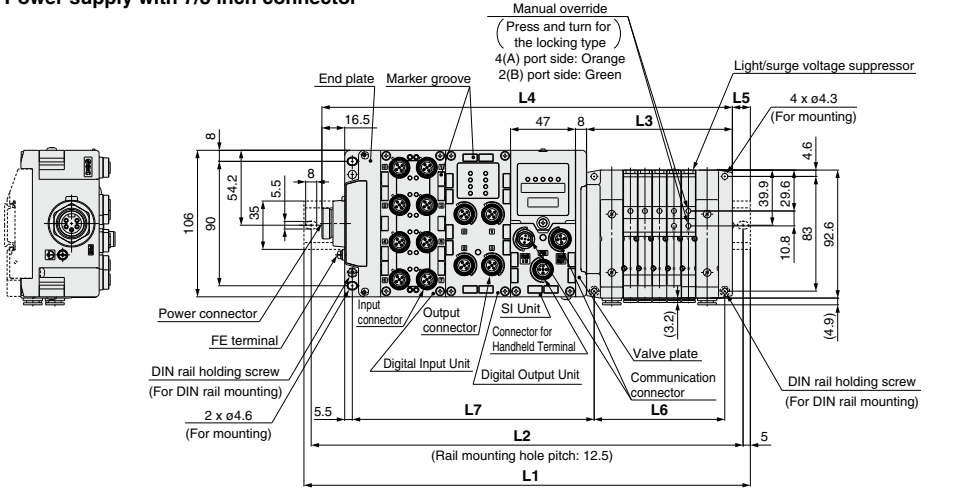 Power supply with 7/8 inch connector
Manual override
(Press and turn for
the locking type)
4(A) port side: Orange
2(B) port side: Green
Light/surge voltage suppressor
End plate
Marker groove
L4
L5
4 x ø4.3
(For mounting)
16.5
47
8
L3
8
4.6
54.2
5.5
8
35
106
90
39.9
29.6
10.8
83
92.6
(3.2)
(4.9)
Power connector
FE terminal
DIN rail holding screw
(For DIN rail mounting)
2 x ø4.6
(For mounting)
Input
connector
Output
connector
SI Unit
Connector for
Handheld Terminal
Digital Input Unit
Digital Output Unit
Valve plate
Communication
connector
DIN rail holding screw
(For DIN rail mounting)
5.5
L7
L6
L2
5
(Rail mounting hole pitch: 12.5)
L1